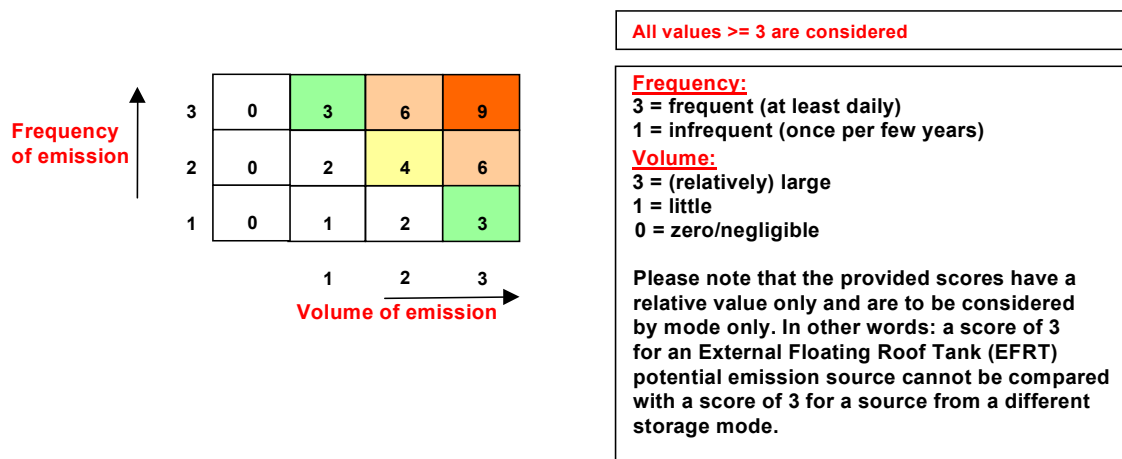 All values >= 3 are considered
Frequency
of emission
3 0 3 6 9
2 0 2 4 6
1 0 1 2 3
1 2 3
Volume of emission
Frequency:
3 = frequent (at least daily)
1 = infrequent (once per few years)
Volume:
3 = (relatively) large
1 = little
0 = zero/negligible
Please note that the provided scores have a
relative value only and are to be considered
by mode only. In other words: a score of 3
for an External Floating Roof Tank (EFRT)
potential emission source cannot be compared
with a score of 3 for a source from a different
storage mode.